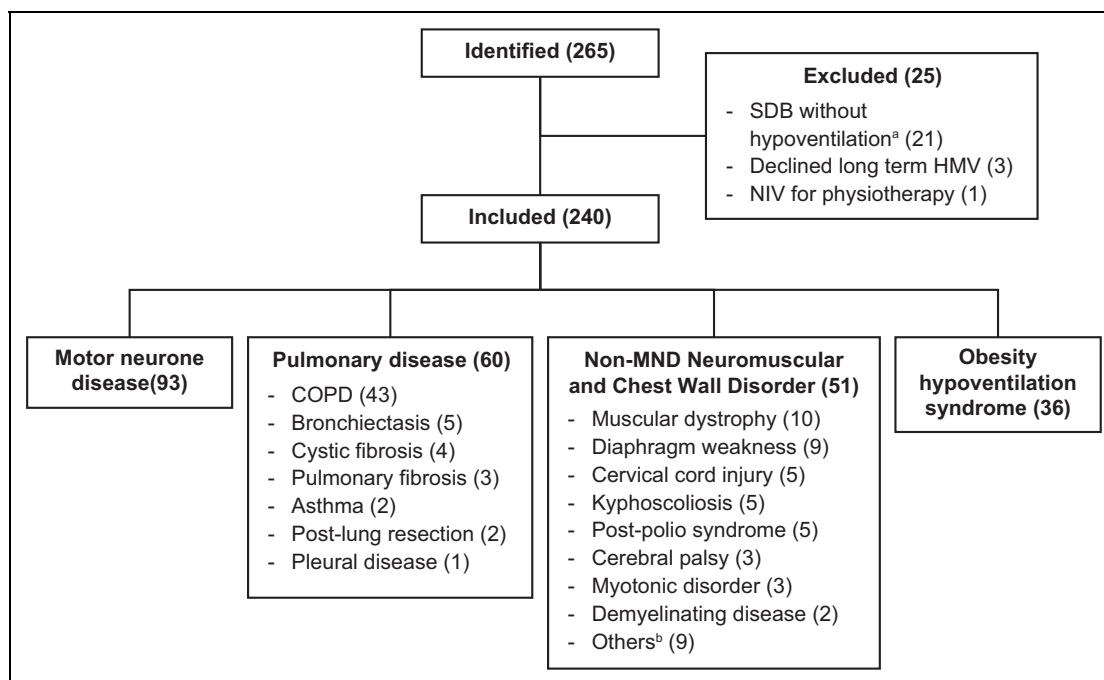 Identified (265)
Excluded (25)
- SDB without
hypoventilationᵃ (21)
- Declined long term HMV (3)
- NIV for physiotherapy (1)
Included (240)
Motor neurone
disease(93)
Pulmonary disease (60)
- COPD (43)
- Bronchiectasis (5)
- Cystic fibrosis (4)
- Pulmonary fibrosis (3)
- Asthma (2)
- Post-lung resection (2)
- Pleural disease (1)
Non-MND Neuromuscular
and Chest Wall Disorder (51)
- Muscular dystrophy (10)
- Diaphragm weakness (9)
- Cervical cord injury (5)
- Kyphoscoliosis (5)
- Post-polio syndrome (5)
- Cerebral palsy (3)
- Myotonic disorder (3)
- Demyelinating disease (2)
- Othersᵇ (9)
Obesity
hypoventilation
syndrome (36)